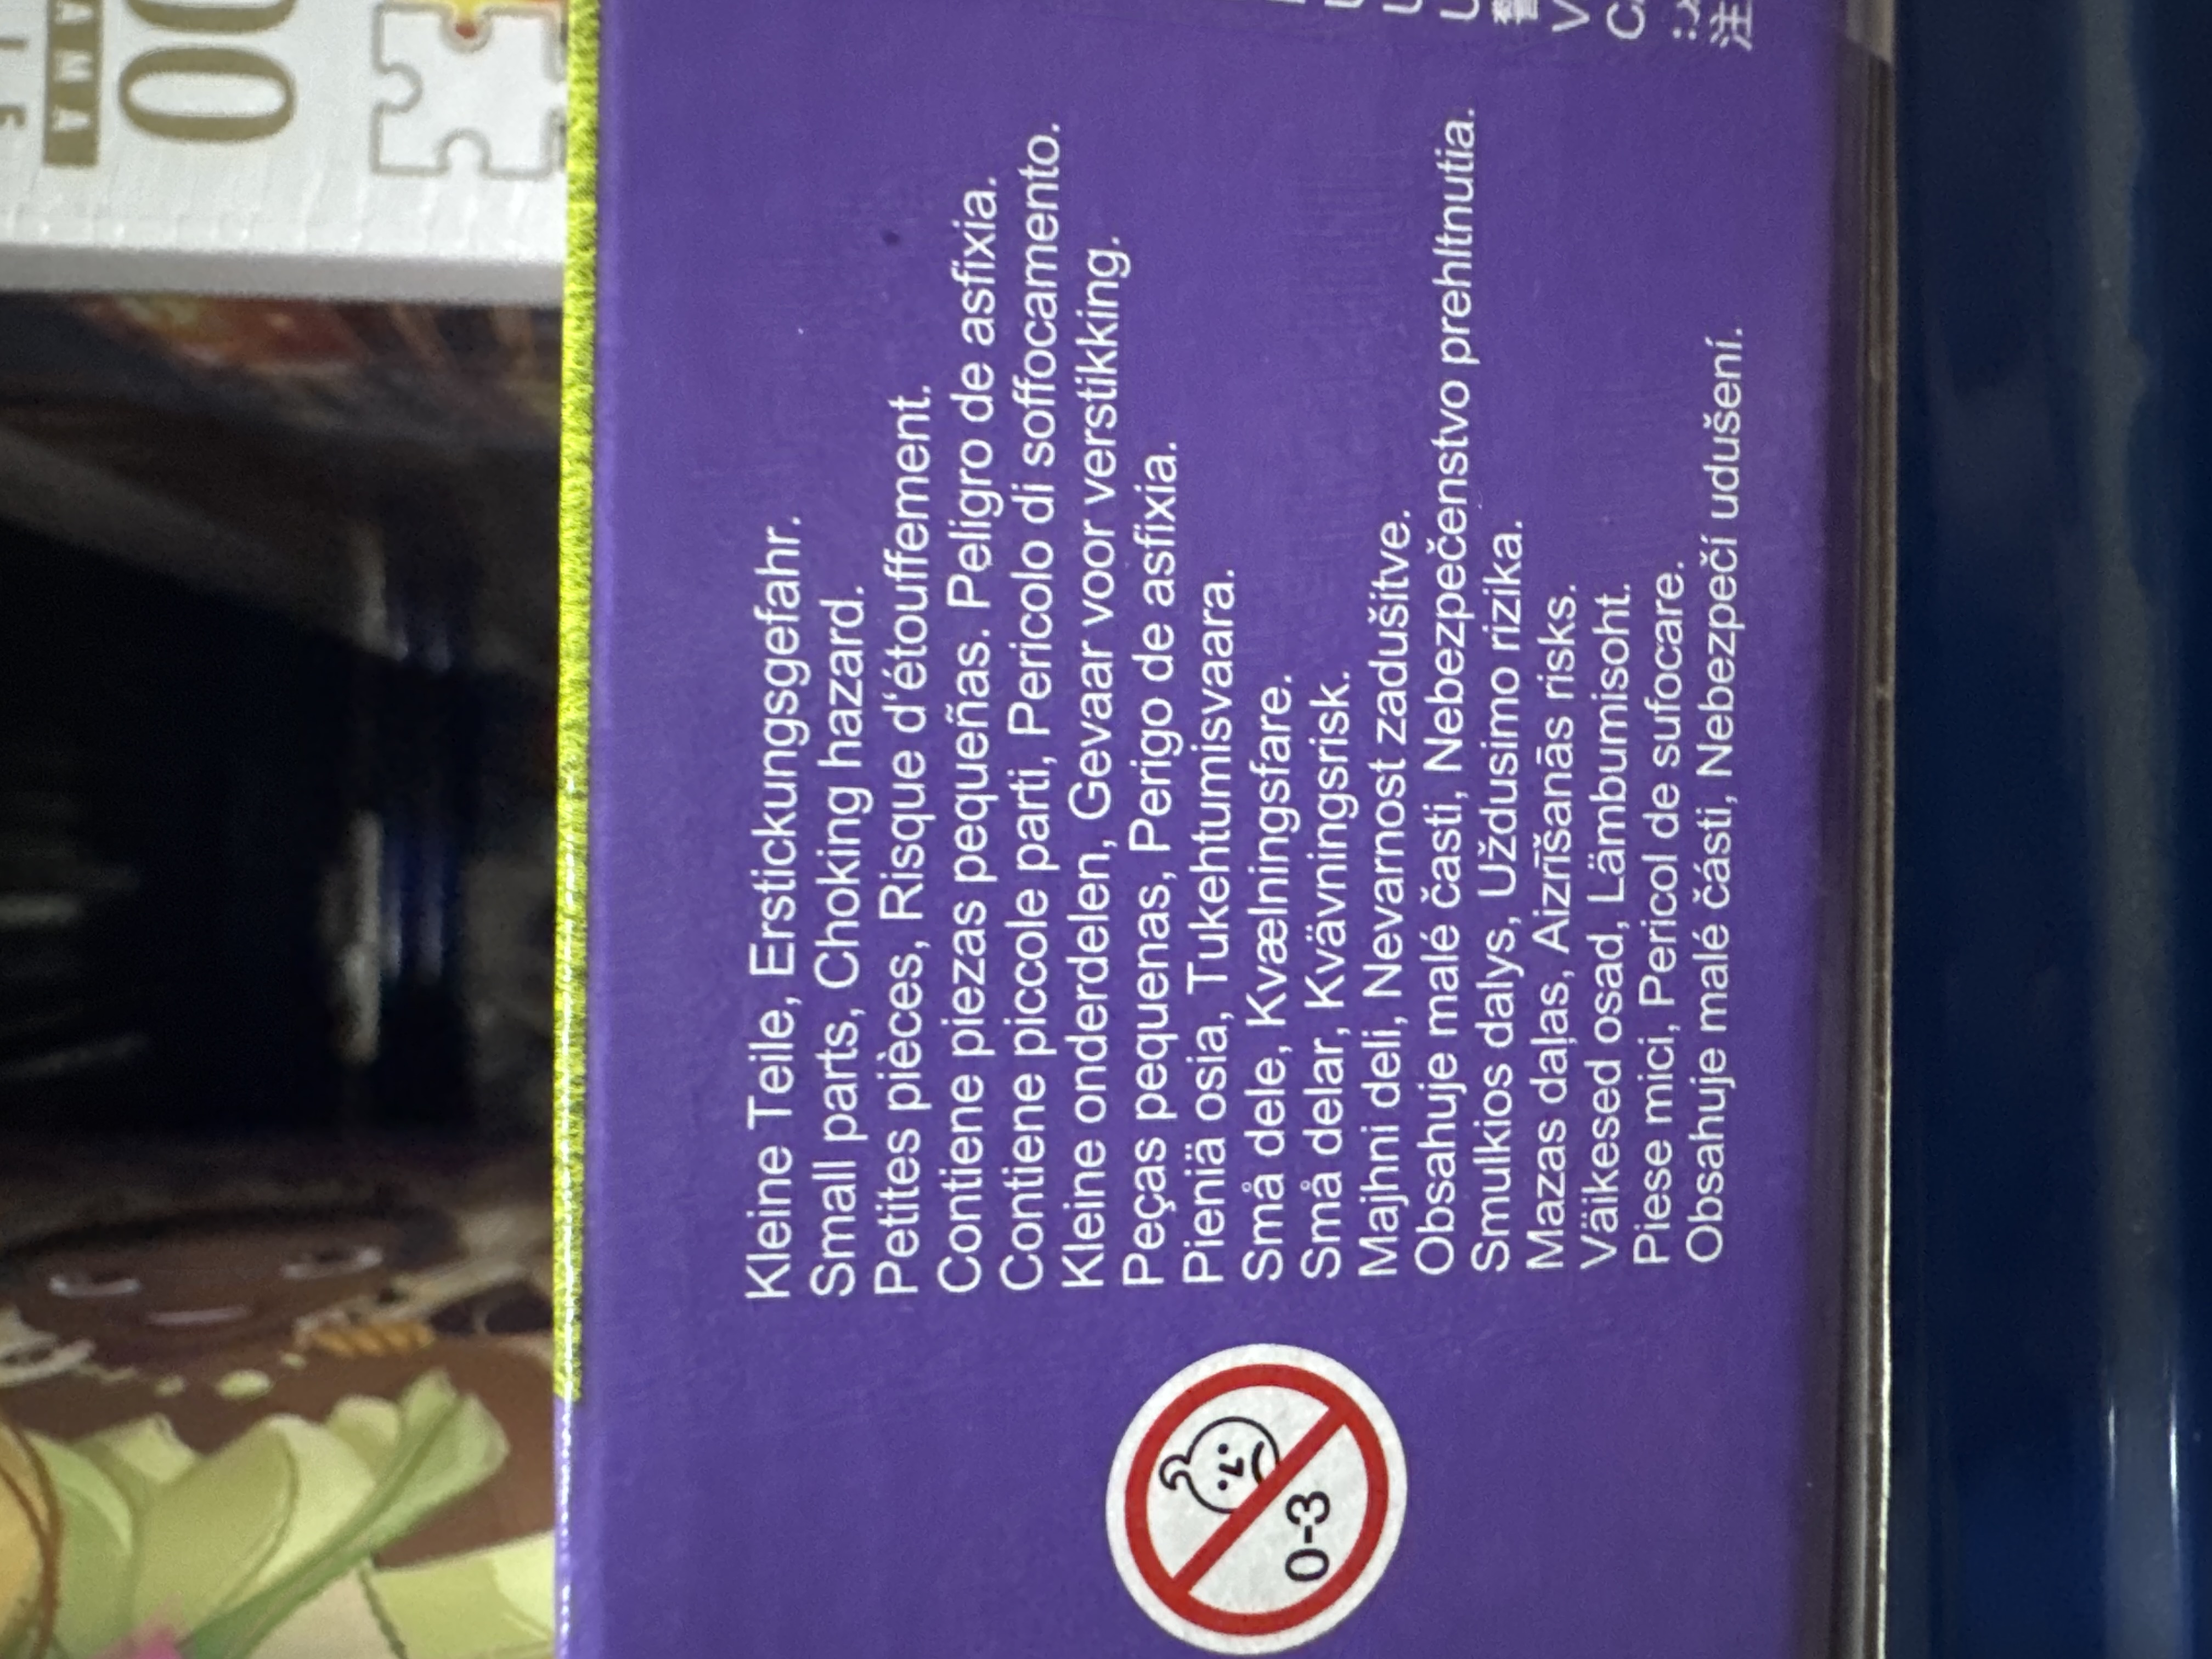 Kleine Teile, Erstickungsgefahr.
Small parts, Choking hazard.
Petites pièces, Risque d'étouffement.
Contiene piezas pequeñas. Peligro de asfixia.
Contiene piccole parti, Pericolo di soffocamento.
Kleine onderdelen, Gevaar voor verstikking.
Peças pequenas, Perigo de asfixia.
Pieniä osia, Tukehtumisvaara.
Små dele, Kvælningsfare.
Små delar, Kvävningsrisk.
Majhni deli, Nevarnost zadušitve.
Obsahuje malé časti, Nebezpečenstvo prehltnutia.
Smulkios dalys, Uždusimo rizika.
Mazas daļas, Aizrīšanās risks.
Väikesed osad, Lämbumisoht.
Piese mici, Pericol de sufocare.
Obsahuje malé části, Nebezpečí udušení.
0-3